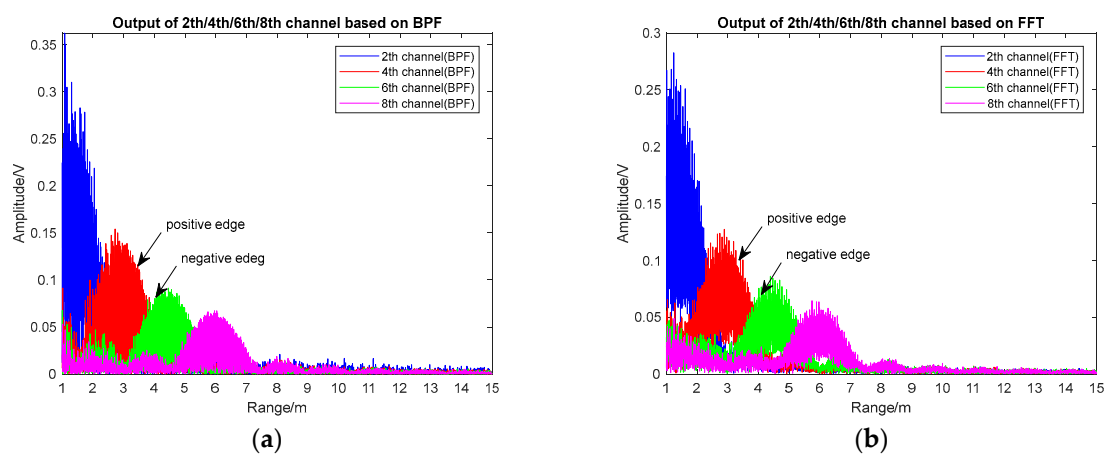 Output of 2th/4th/6th/8th channel based on BPF
0.35
0.3
0.25
0.2
0.15
0.1
0.05
0
Amplitude/V
2th channel(BPF)
4th channel(BPF)
6th channel(BPF)
8th channel(BPF)
positive edge
negative edeg
1 2 3 4 5 6 7 8 9 10 11 12 13 14 15
Range/m
(a)
Output of 2th/4th/6th/8th channel based on FFT
0.3
0.25
0.2
0.15
0.1
0.05
0
Amplitude/V
2th channel(FFT)
4th channel(FFT)
6th channel(FFT)
8th channel(FFT)
positive edge
negative edge
1 2 3 4 5 6 7 8 9 10 11 12 13 14 15
Range/m
(b)